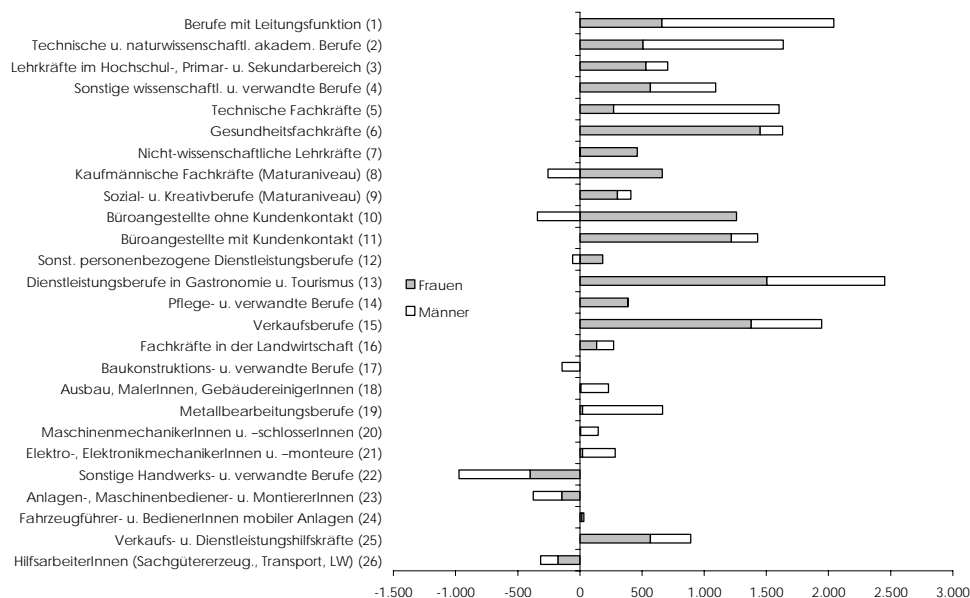 Berufe mit Leitungsfunktion (1)
Technische u. naturwissenschaftl. akadem. Berufe (2)
Lehrkräfte im Hochschul-, Primar- u. Sekundarbereich (3)
Sonstige wissenschaftl. u. verwandte Berufe (4)
Technische Fachkräfte (5)
Gesundheitsfachkräfte (6)
Nicht-wissenschaftliche Lehrkräfte (7)
Kaufmännische Fachkräfte (Maturaniveau) (8)
Sozial- u. Kreativberufe (Maturaniveau) (9)
Büroangestellte ohne Kundenkontakt (10)
Büroangestellte mit Kundenkontakt (11)
Sonst. personenbezogene Dienstleistungsberufe (12)
Dienstleistungsberufe in Gastronomie u. Tourismus (13)
Pflege- u. verwandte Berufe (14)
Verkaufsberufe (15)
Fachkräfte in der Landwirtschaft (16)
Baukonstruktions- u. verwandte Berufe (17)
Ausbau, MalerInnen, GebäudereinigerInnen (18)
Metallbearbeitungsberufe (19)
MaschinenmechanikerInnen u. –schlosserInnen (20)
Elektro-, ElektronikmechanikerInnen u. –monteure (21)
Sonstige Handwerks- u. verwandte Berufe (22)
Anlagen-, Maschinenbediener- u. MontiererInnen (23)
Fahrzeugführer- u. BedienerInnen mobiler Anlagen (24)
Verkaufs- u. Dienstleistungshilfskräfte (25)
HilfsarbeiterInnen (Sachgütererzeug., Transport, LW) (26)
Frauen
Männer
-1.500 -1.000 -500 0 500 1.000 1.500 2.000 2.500 3.000